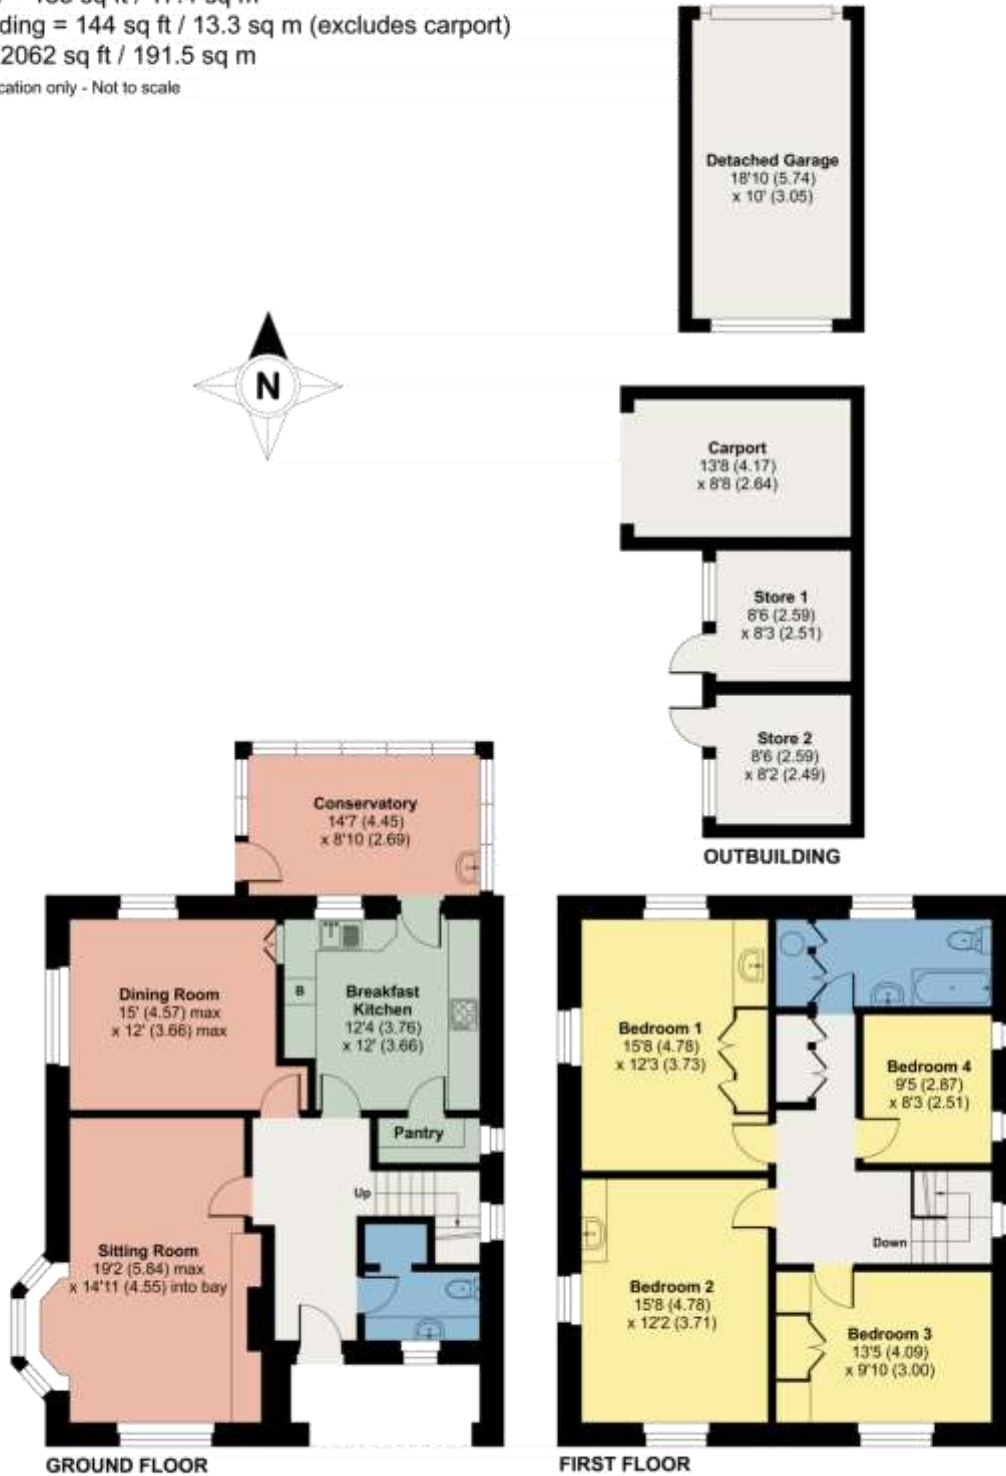 ding = 144 sq ft / 13.3 sq m (excludes carport)
2062 sq ft / 191.5 sq m
cation only - Not to scale
Detached Garage
18'10 (5.74)
x 10' (3.05)
N
Carport
13'8 (4.17)
x 8'8 (2.64)
Store 1
8'6 (2.59)
x 8'3 (2.51)
Store 2
8'6 (2.59)
x 8'2 (2.49)
OUTBUILDING
Conservatory
14'7 (4.45)
x 8'10 (2.69)
Dining Room
15' (4.57) max
x 12' (3.66) max
B
Breakfast
Kitchen
12'4 (3.76)
x 12' (3.66)
Pantry
Up
Sitting Room
19'2 (5.84) max
x 14'11 (4.55) into bay
GROUND FLOOR
Bedroom 1
15'8 (4.78)
x 12'3 (3.73)
Bedroom 4
9'5 (2.87)
x 8'3 (2.51)
Down
Bedroom 2
15'8 (4.78)
x 12'2 (3.71)
Bedroom 3
13'5 (4.09)
x 9'10 (3.00)
FIRST FLOOR